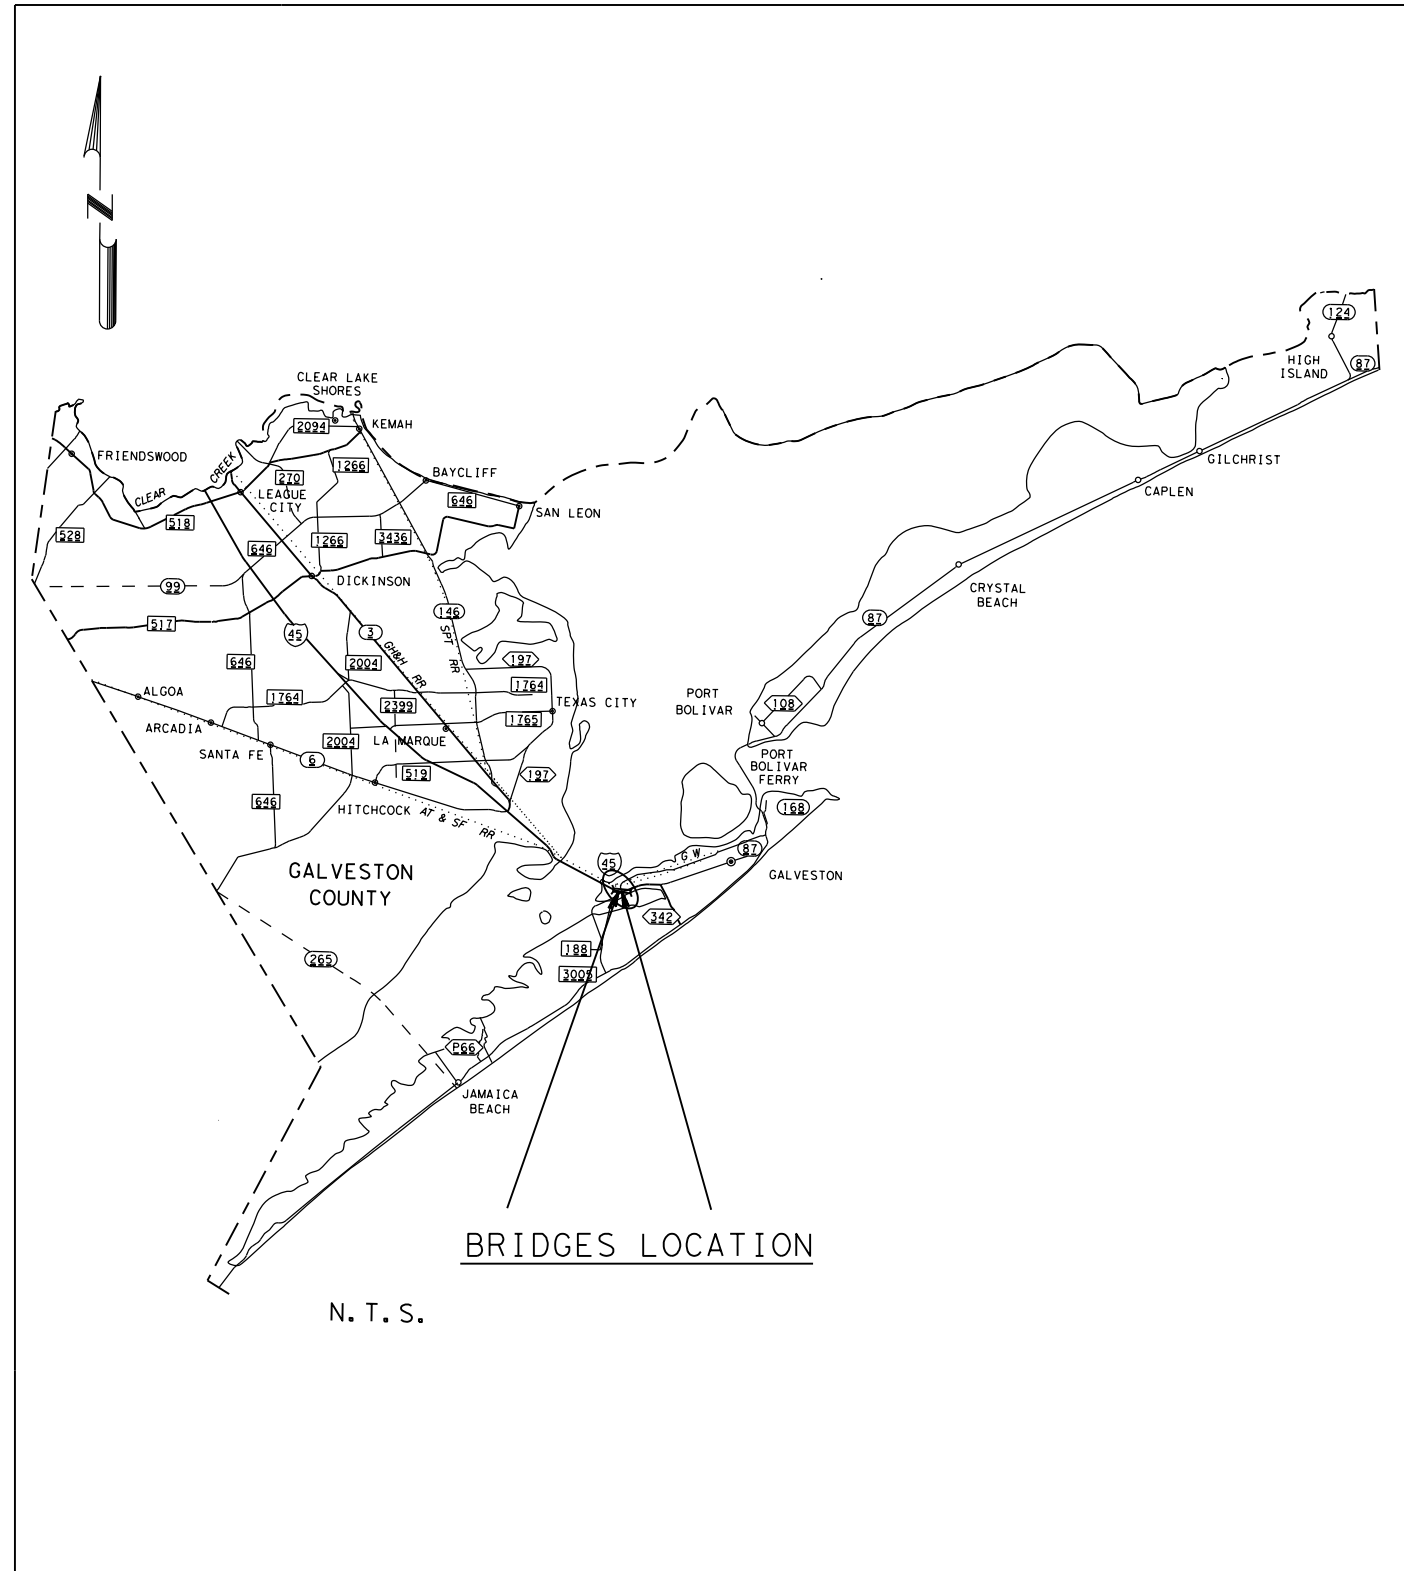 N
124
HIGH
ISLAND
87
CLEAR LAKE
SHORES
2094
KEMAH
FRIENDSWOOD
CREEK
CLEAR
270
1266
BAYCLIFF
LEAGUE
CITY
646
SAN LEON
GILCHRIST
CAPLEN
518
528
646
1266
3436
99
DICKINSON
CRYSTAL
BEACH
517
45
3
146
87
SPT RR
GH&H RR
646
2004
197
1764
ALGOA
1764
2399
TEXAS CITY
PORT
BOLIVAR
108
ARCADIA
1765
SANTA FE
2004
LA MARQUE
6
519
197
PORT
BOLIVAR
FERRY
646
HITCHCOCK
AT & SF RR
168
GALVESTON
COUNTY
45
G.W
87
GALVESTON
342
188
265
3005
P66
JAMAICA
BEACH
BRIDGES LOCATION
N.T.S.